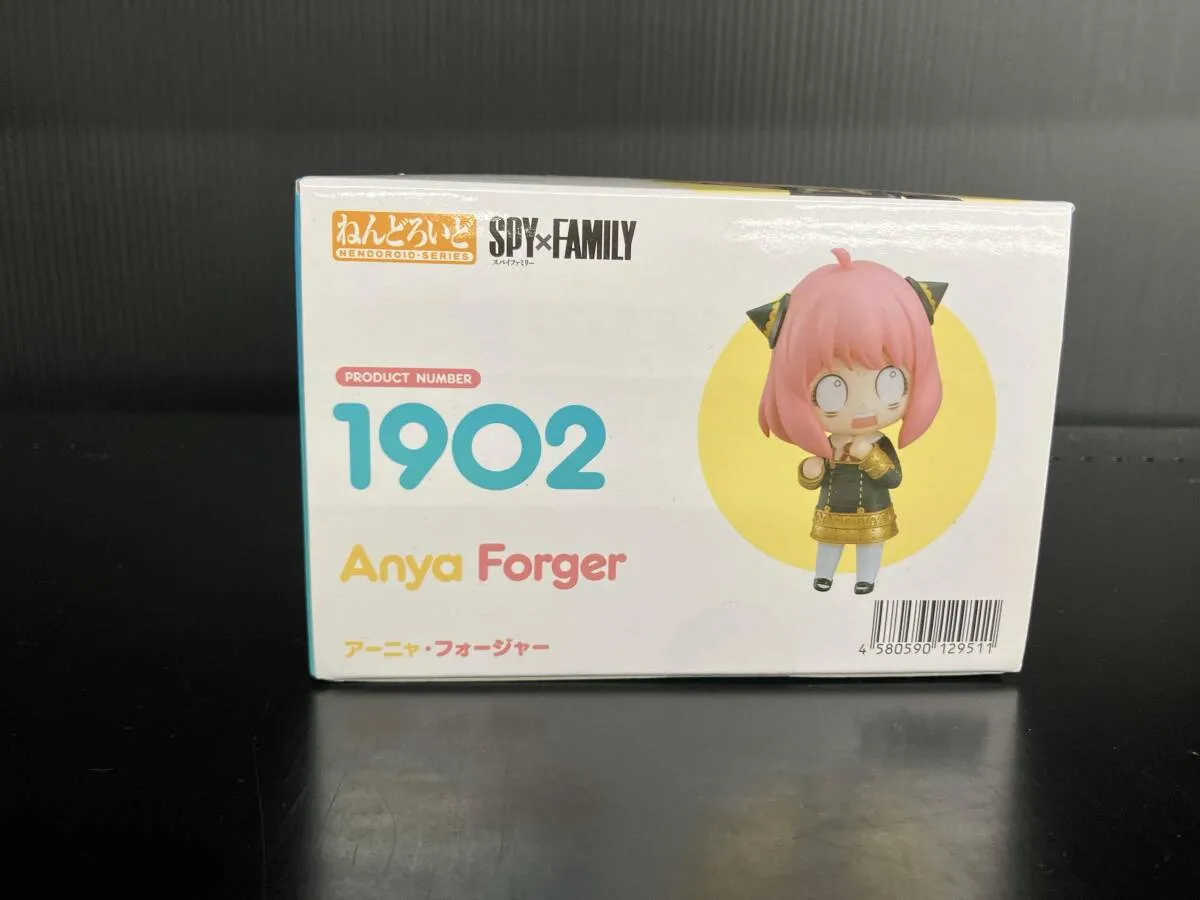 ねんどろいど
NENDOROID-SERIES
SPY×FAMILY
スパイファミリー
PRODUCT NUMBER
1902
Anya Forger
アーニャ・フォージャー
4 580590 129511